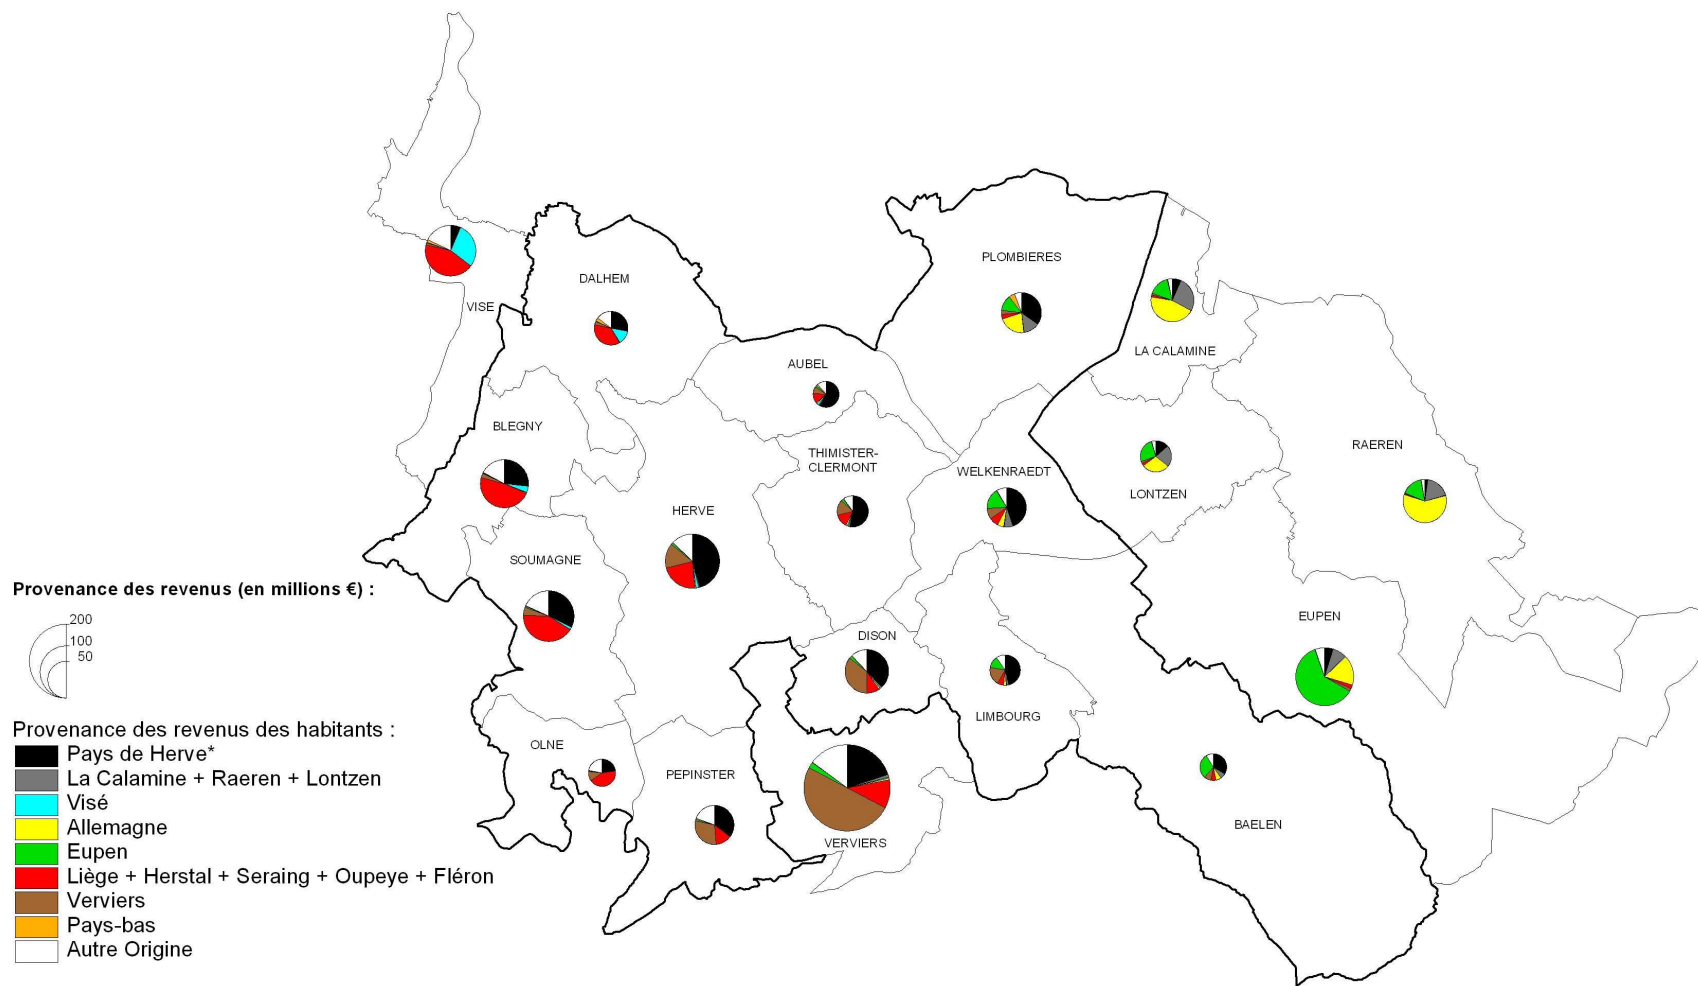 PLOMBIERES
DALHEM
VISE
LA CALAMINE
AUBEL
BLEGNY
RAEREN
THIMISTER-
CLERMONT
WELKENRAEDT
LONTZEN
HERVE
SOUMAGNE
Provenance des revenus (en millions €) :
200
100
50
EUPEN
DISON
LIMBOURG
Provenance des revenus des habitants :
Pays de Herve*
La Calamine + Raeren + Lontzen
Visé
Allemagne
Eupen
Liège + Herstal + Seraing + Oupeye + Fléron
Verviers
Pays-bas
Autre Origine
OLNE
PEPINSTER
VERVIERS
BAELEN